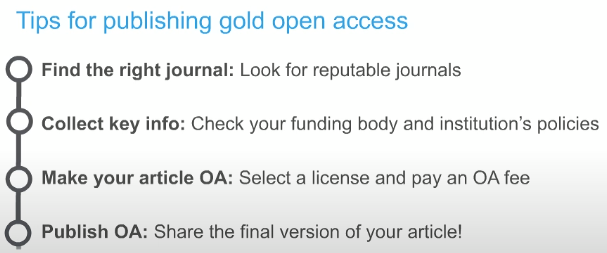 Tips for publishing gold open access
Find the right journal: Look for reputable journals
Collect key info: Check your funding body and institution's policies
Make your article OA: Select a license and pay an OA fee
Publish OA: Share the final version of your article!